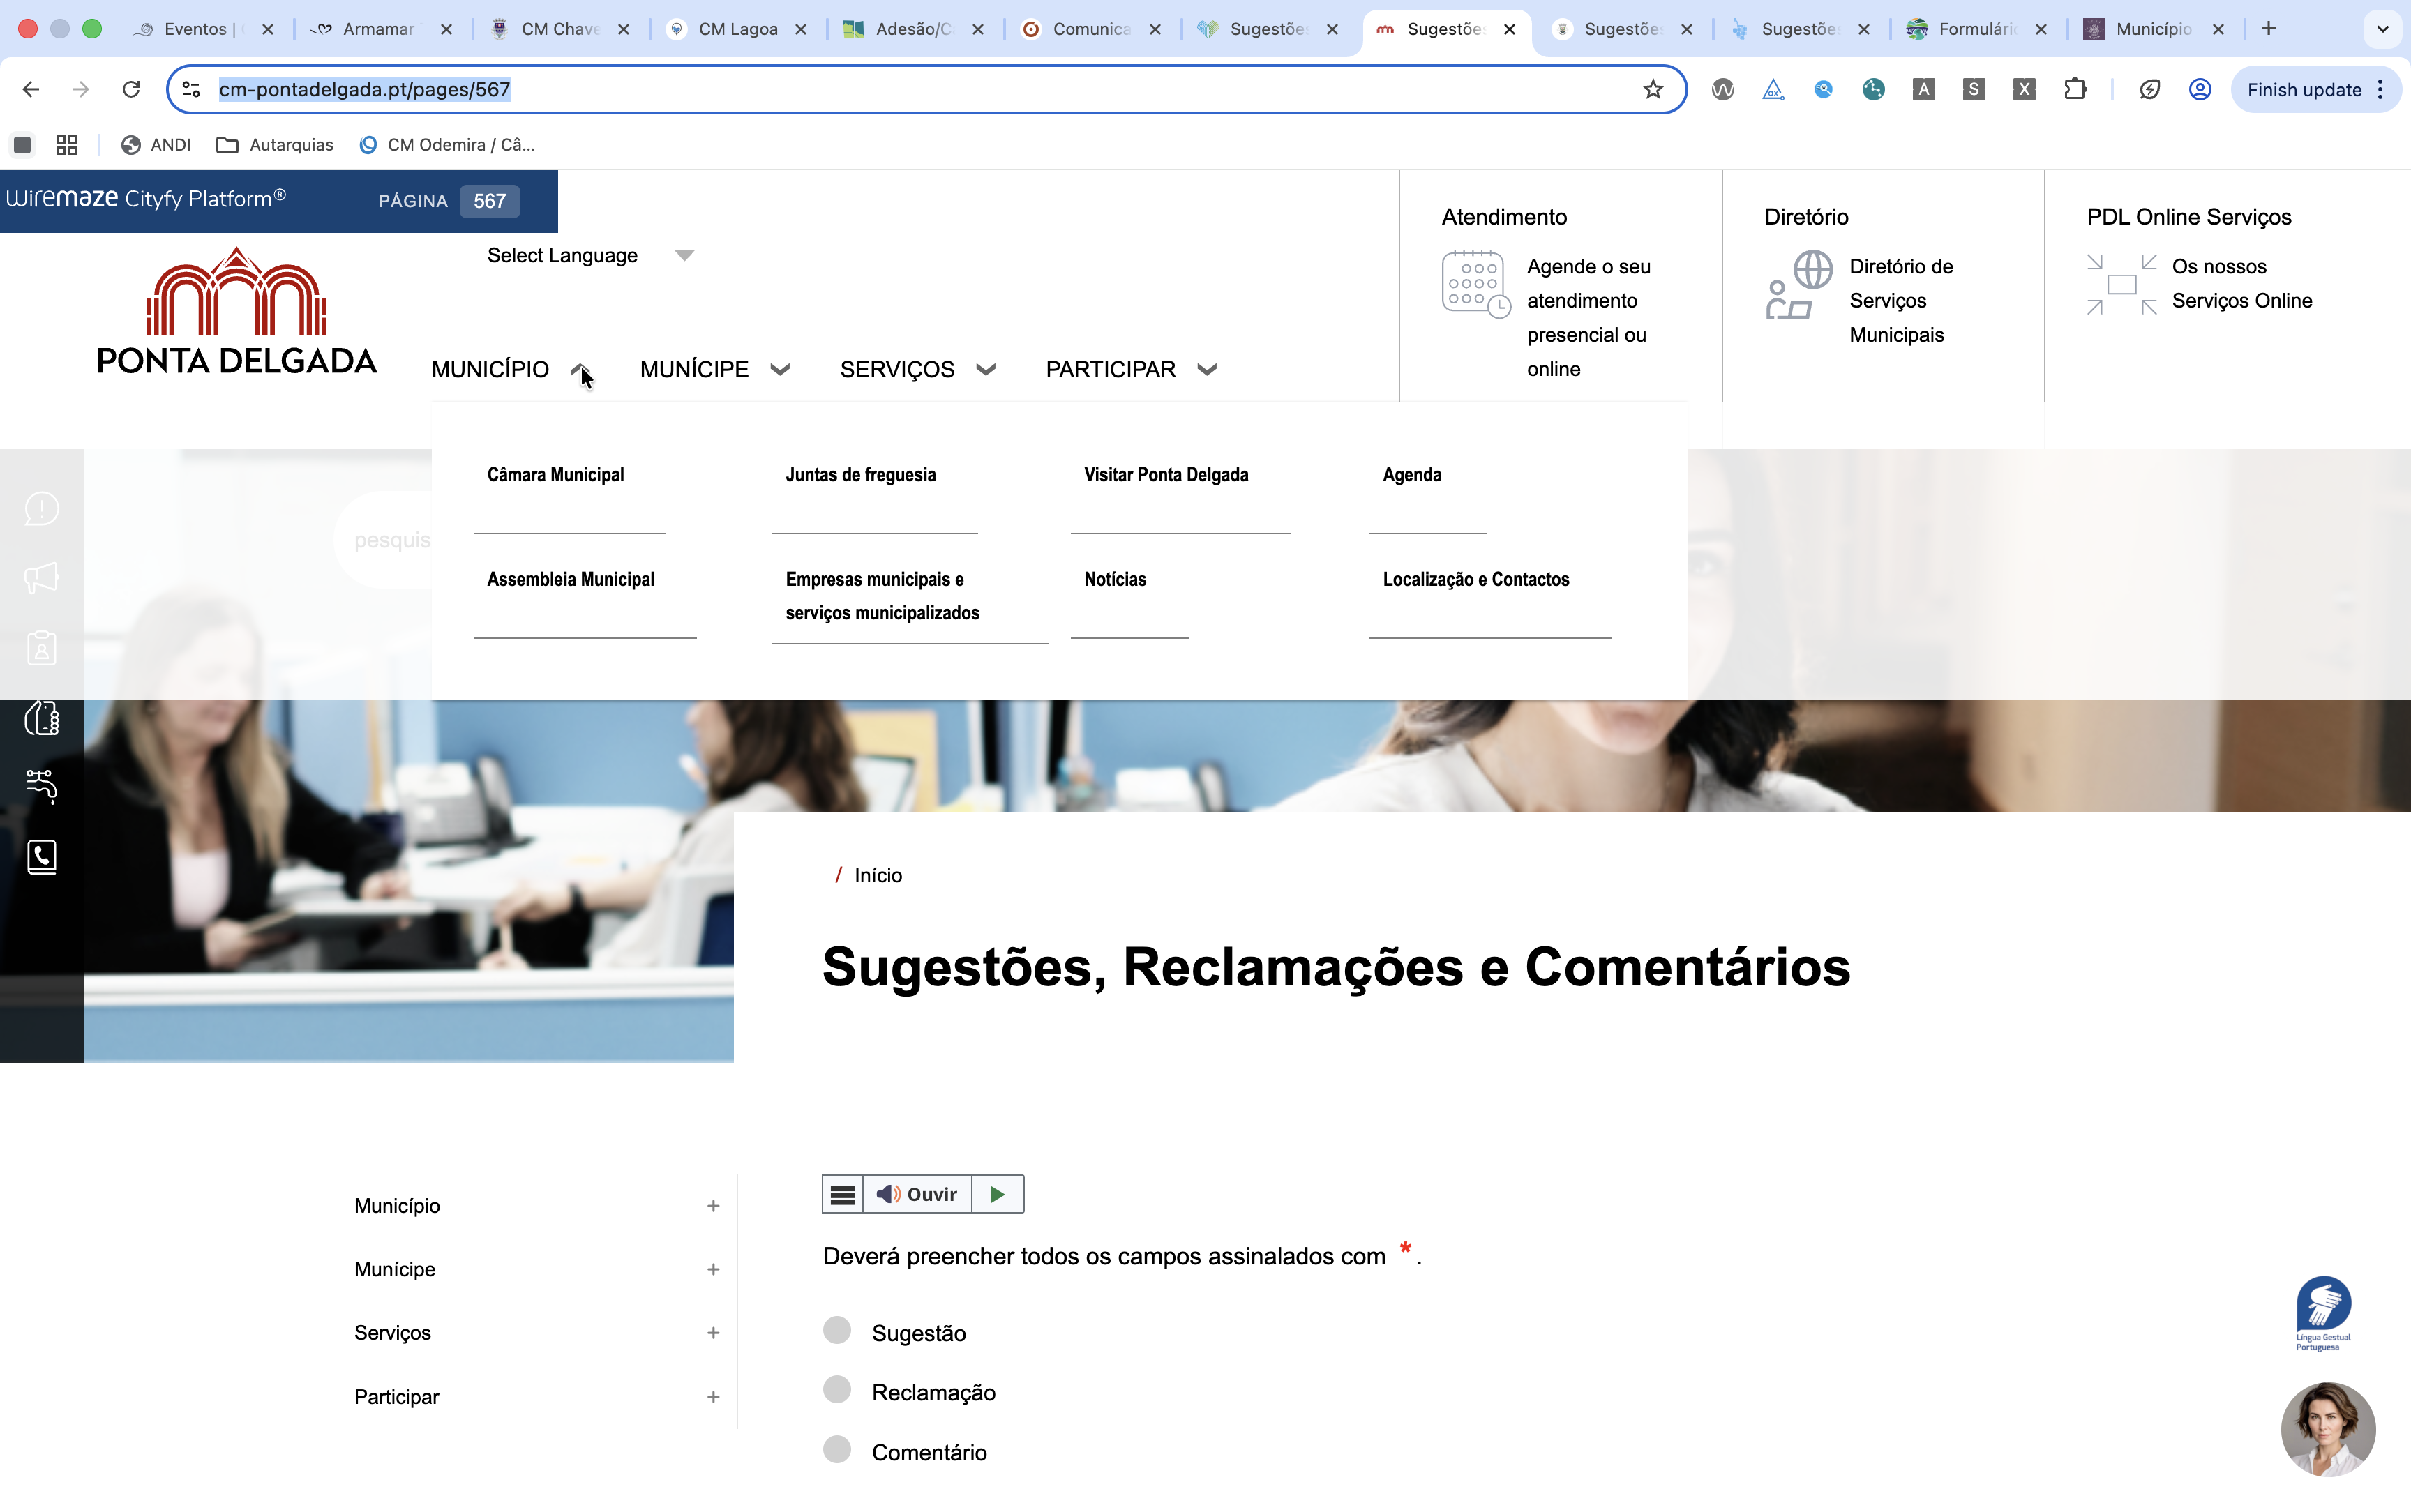 Eventos |
Armamar
CM Chave
CM Lagoa
Adesão/C
Comunica
Sugestõe
Sugestões
Sugestõe
Sugestõe
Formulári
Município
cm-pontadelgada.pt/pages/567
Finish update
ANDI
Autarquias
CM Odemira / Câ...
wiremaze Cityfy Platform®
PÁGINA 567
Select Language
PONTA DELGADA
MUNICÍPIO
MUNÍCIPE
SERVIÇOS
PARTICIPAR
Atendimento
Agende o seu
atendimento
presencial ou
online
Diretório
Diretório de
Serviços
Municipais
PDL Online Serviços
Os nossos
Serviços Online
Câmara Municipal
Juntas de freguesia
Visitar Ponta Delgada
Agenda
pesquis
Assembleia Municipal
Empresas municipais e
serviços municipalizados
Notícias
Localização e Contactos
/ Início
Sugestões, Reclamações e Comentários
Município +
Munícipe +
Serviços +
Participar +
Ouvir
Deverá preencher todos os campos assinalados com * .
Sugestão
Reclamação
Comentário
Língua Gestual
Portuguesa